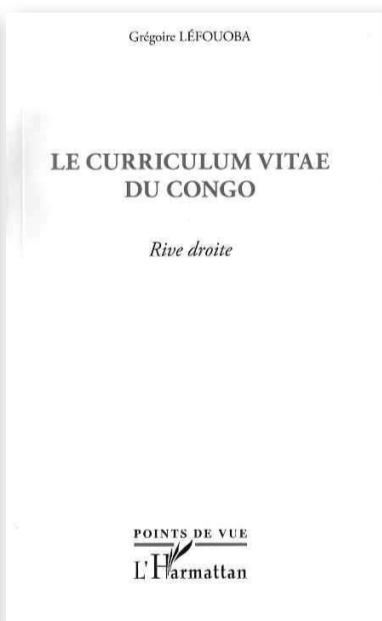 Grégoire LÉFOUOBA
LE CURRICULUM VITAE
DU CONGO
Rive droite
POINTS DE VUE
L'Harmattan